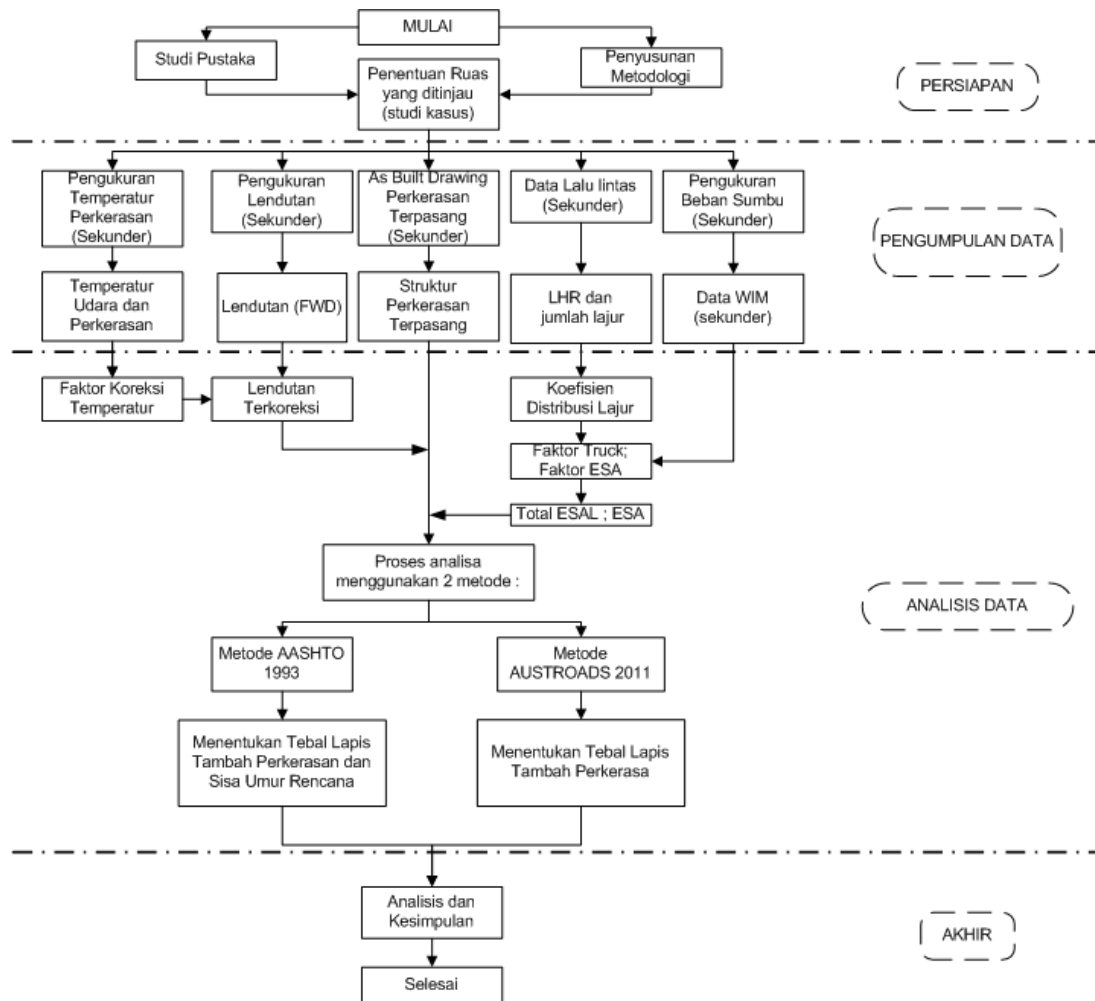 MULAI
Studi Pustaka
Penyusunan
Metodologi
Penentuan Ruas
yang ditinjau
(studi kasus)
PERSIAPAN
Pengukuran
Temperatur
Perkerasan
(Sekunder)
Pengukuran
Lendutan
(Sekunder)
As Built Drawing
Perkerasan
Terpasang
(Sekunder)
Data Lalu lintas
(Sekunder)
Pengukuran
Beban Sumbu
(Sekunder)
PENGUMPULAN DATA
Temperatur
Udara dan
Perkerasan
Lendutan (FWD)
Struktur
Perkerasan
Terpasang
LHR dan
jumlah lajur
Data WIM
(sekunder)
Faktor Koreksi
Temperatur
Lendutan
Terkoreksi
Koefisien
Distribusi Lajur
Faktor Truck;
Faktor ESA
Total ESAL ; ESA
Proses analisa
menggunakan 2 metode :
ANALISIS DATA
Metode AASHTO
1993
Metode
AUSTROADS 2011
Menentukan Tebal Lapis
Tambah Perkerasan dan
Sisa Umur Rencana
Menentukan Tebal Lapis
Tambah Perkerasa
Analisis dan
Kesimpulan
AKHIR
Selesai